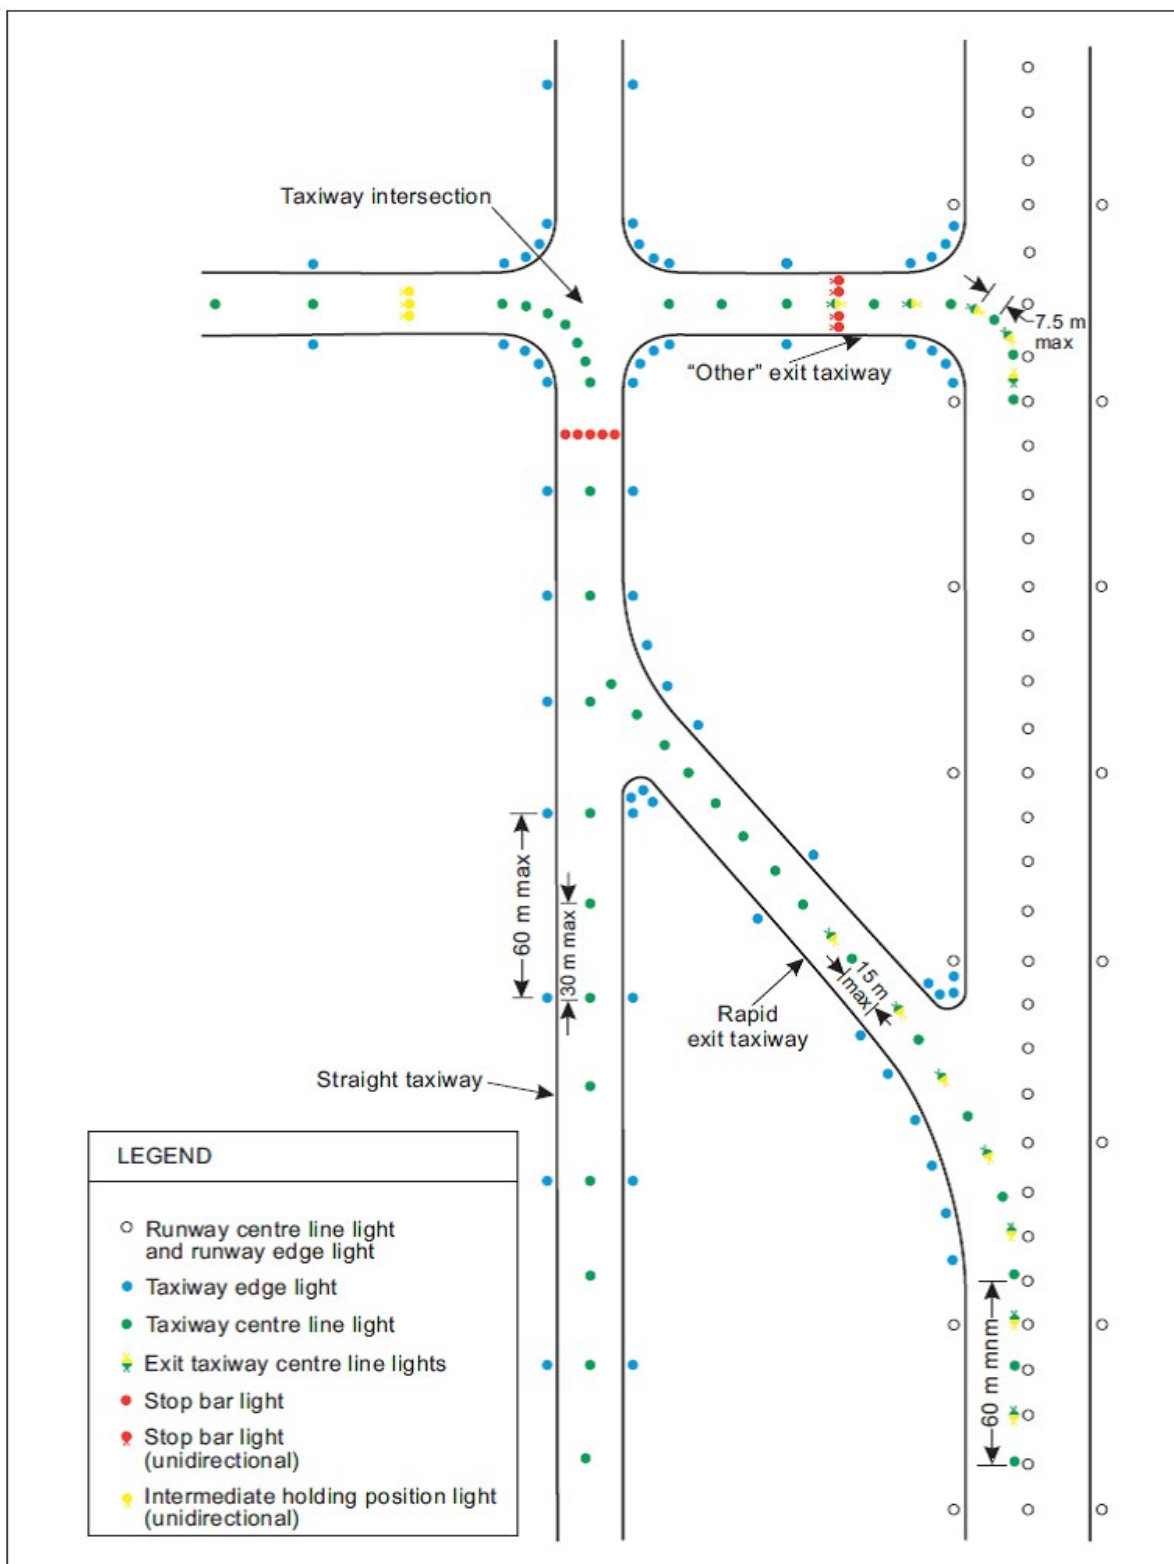 Taxiway intersection
7.5 m
max
“Other” exit taxiway
60 m max
30 m max
15 m
max
Rapid
exit taxiway
Straight taxiway
60 m mnm
LEGEND
Runway centre line light
and runway edge light
Taxiway edge light
Taxiway centre line light
Exit taxiway centre line lights
Stop bar light
Stop bar light
(unidirectional)
Intermediate holding position light
(unidirectional)